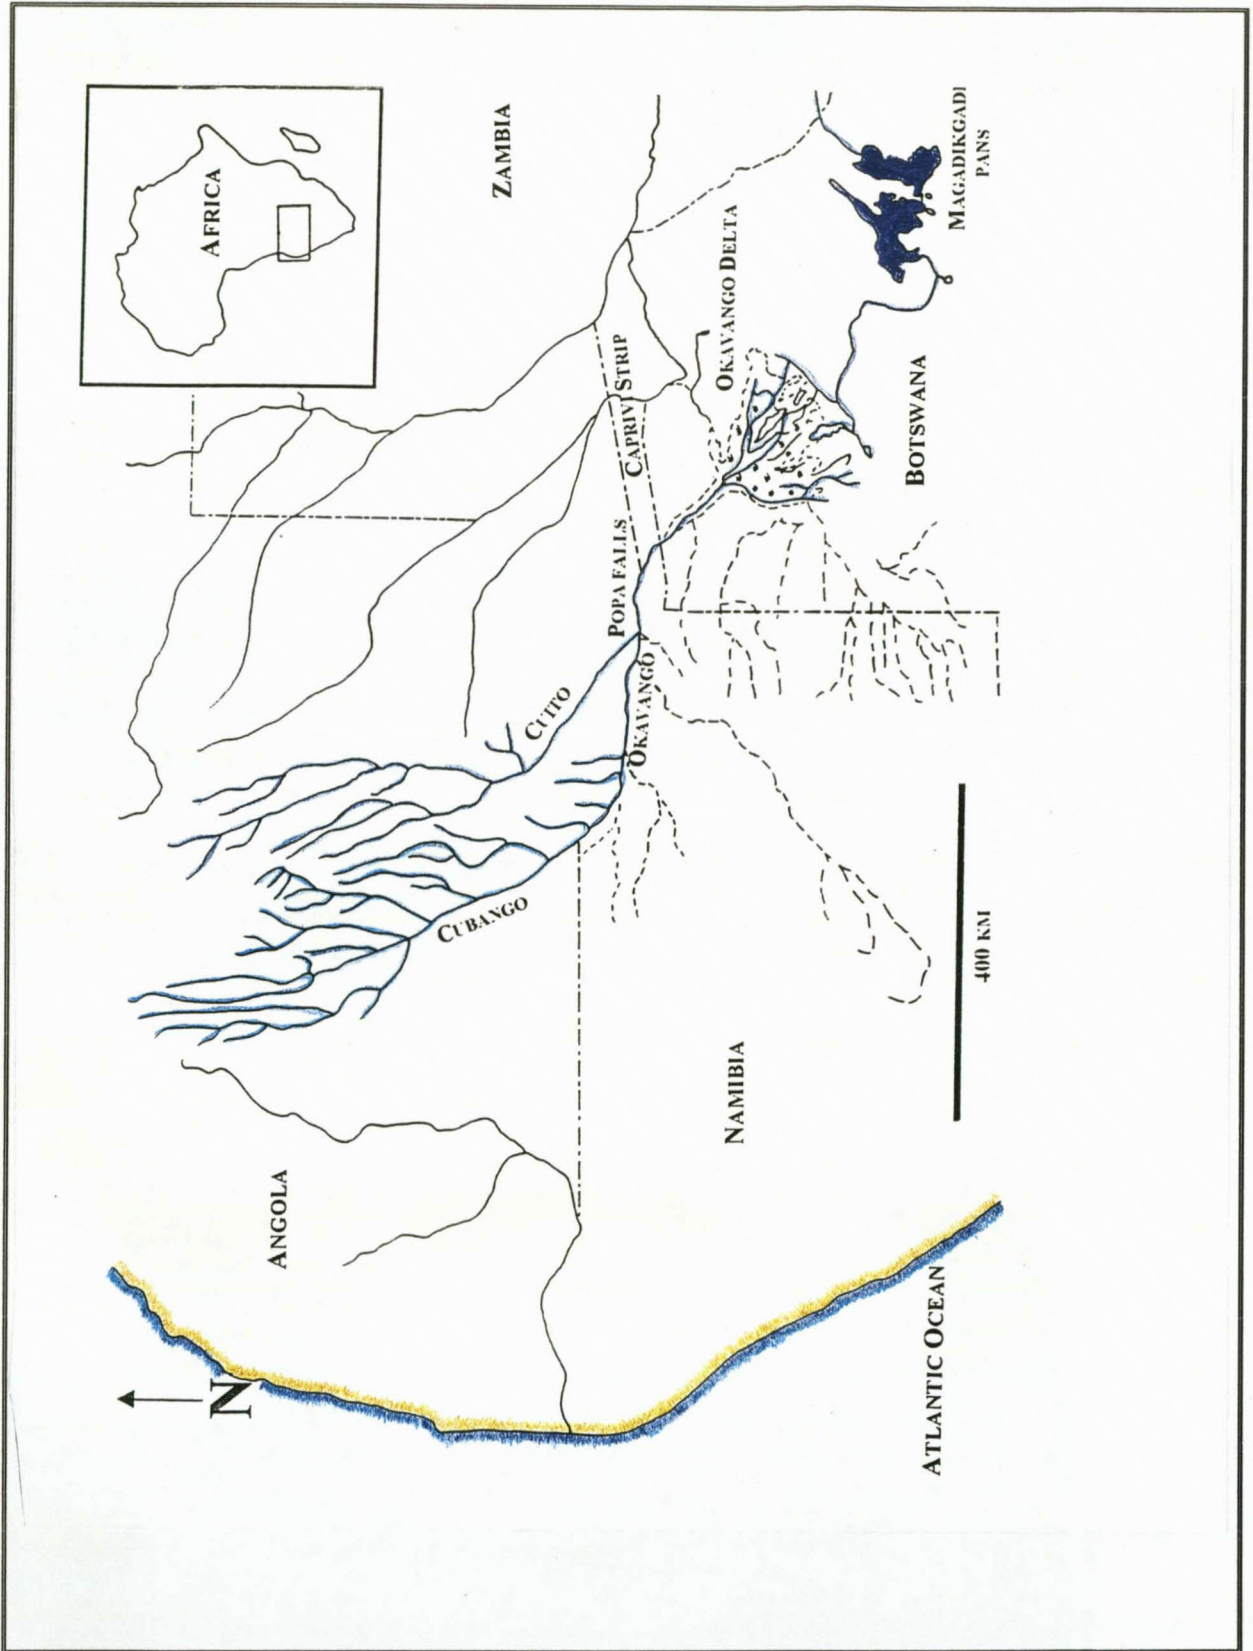 AFRICA
N
ANGOLA
ZAMBIA
CUBANGO
CUTTO
POPA FALLS
CAPRIVI STRIP
OKAVANGO
OKAVANGO DELTA
NAMIBIA
BOTSWANA
ATLANTIC OCEAN
MAGADIKGADI
PANS
400 KM